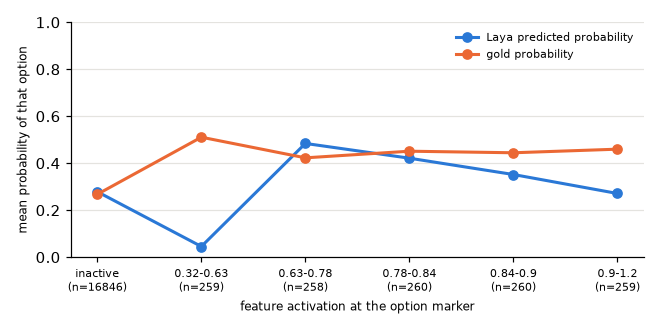 1.0
0.8
0.6
0.4
0.2
0.0
mean probability of that option
Laya predicted probability
gold probability
inactive
(n=16846)
0.32-0.63
(n=259)
0.63-0.78
(n=258)
0.78-0.84
(n=260)
0.84-0.9
(n=260)
0.9-1.2
(n=259)
feature activation at the option marker